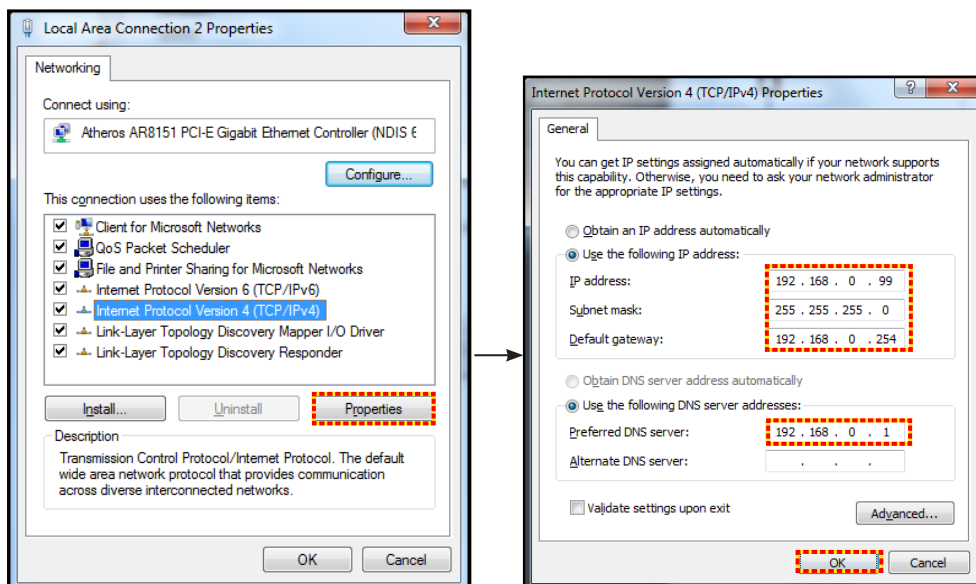 Local Area Connection 2 Properties
Networking
Connect using:
Atheros AR8151 PCI-E Gigabit Ethernet Controller (NDIS 6
Configure...
This connection uses the following items:
Client for Microsoft Networks
QoS Packet Scheduler
File and Printer Sharing for Microsoft Networks
Internet Protocol Version 6 (TCP/IPv6)
Internet Protocol Version 4 (TCP/IPv4)
Link-Layer Topology Discovery Mapper I/O Driver
Link-Layer Topology Discovery Responder
Install...
Uninstall
Properties
Description
Transmission Control Protocol/Internet Protocol. The default
wide area network protocol that provides communication
across diverse interconnected networks.
OK
Cancel
Internet Protocol Version 4 (TCP/IPv4) Properties
General
You can get IP settings assigned automatically if your network supports
this capability. Otherwise, you need to ask your network administrator
for the appropriate IP settings.
Obtain an IP address automatically
Use the following IP address:
IP address: 192 . 168 . 0 . 99
Subnet mask: 255 . 255 . 255 . 0
Default gateway: 192 . 168 . 0 . 254
Obtain DNS server address automatically
Use the following DNS server addresses:
Preferred DNS server: 192 . 168 . 0 . 1
Alternate DNS server: . . .
Validate settings upon exit
Advanced...
OK
Cancel